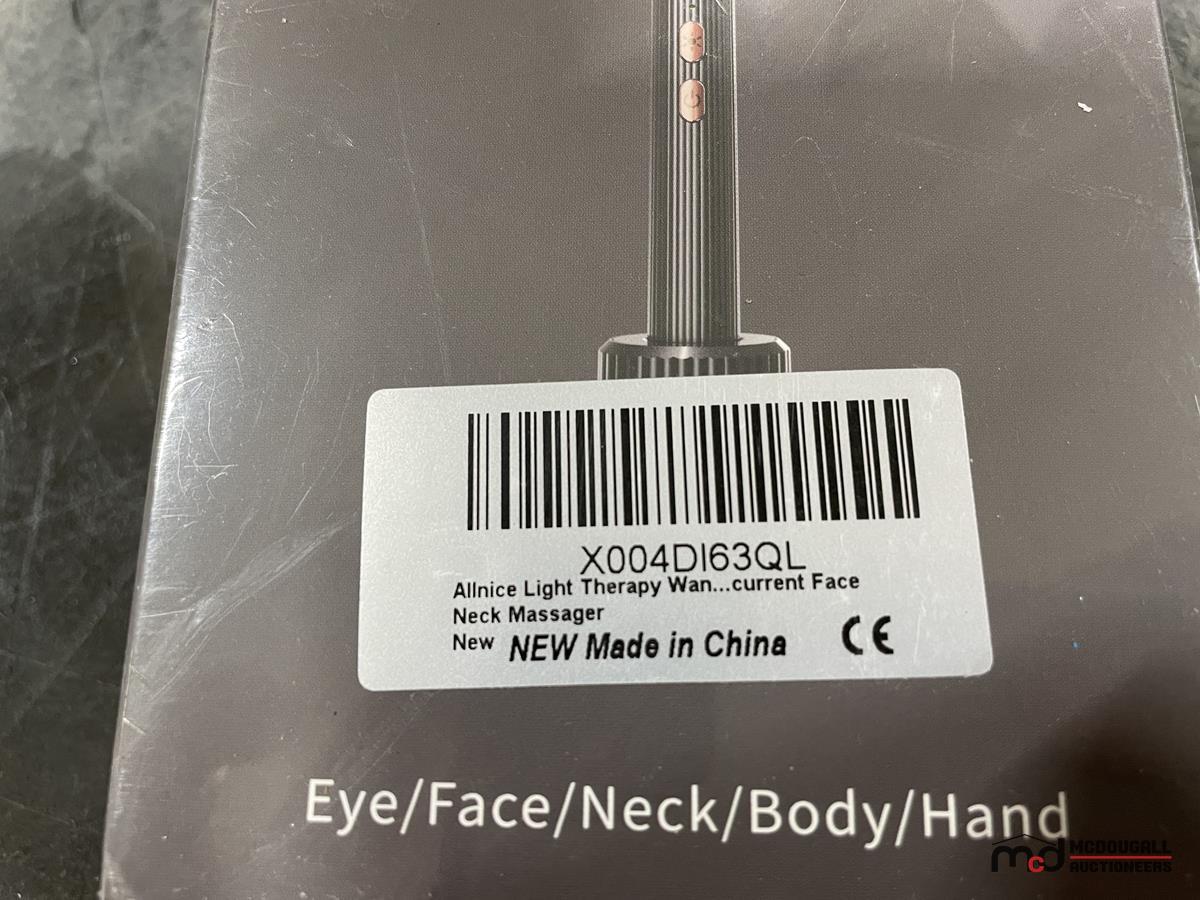 X004DI63QL
Allnice Light Therapy Wan...current Face
Neck Massager
New NEW Made in China CE
Eye/Face/Neck/Body/Hand
mcd MCDOUGALL
AUCTIONEERS